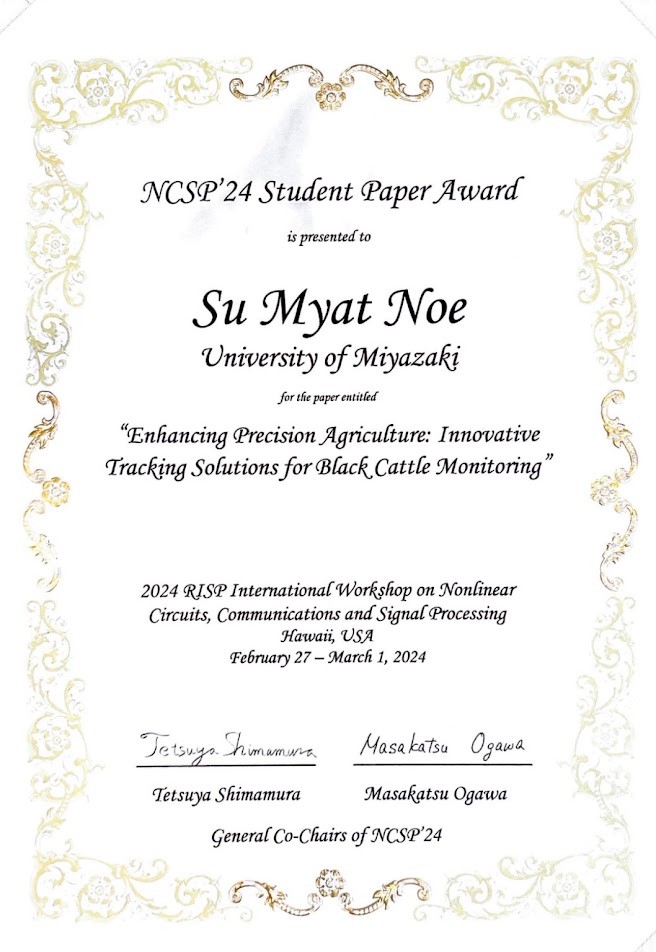 NCSP'24 Student Paper Award
is presented to
Su Myat Noe
University of Miyazaki
for the paper entitled
"Enhancing Precision Agriculture: Innovative
Tracking Solutions for Black Cattle Monitoring"
2024 RISP International Workshop on Nonlinear
Circuits, Communications and Signal Processing
Hawaii, USA
February 27 – March 1, 2024
Tetsuya Shimamura Masakatsu Ogawa
Tetsuya Shimamura Masakatsu Ogawa
General Co-Chairs of NCSP'24